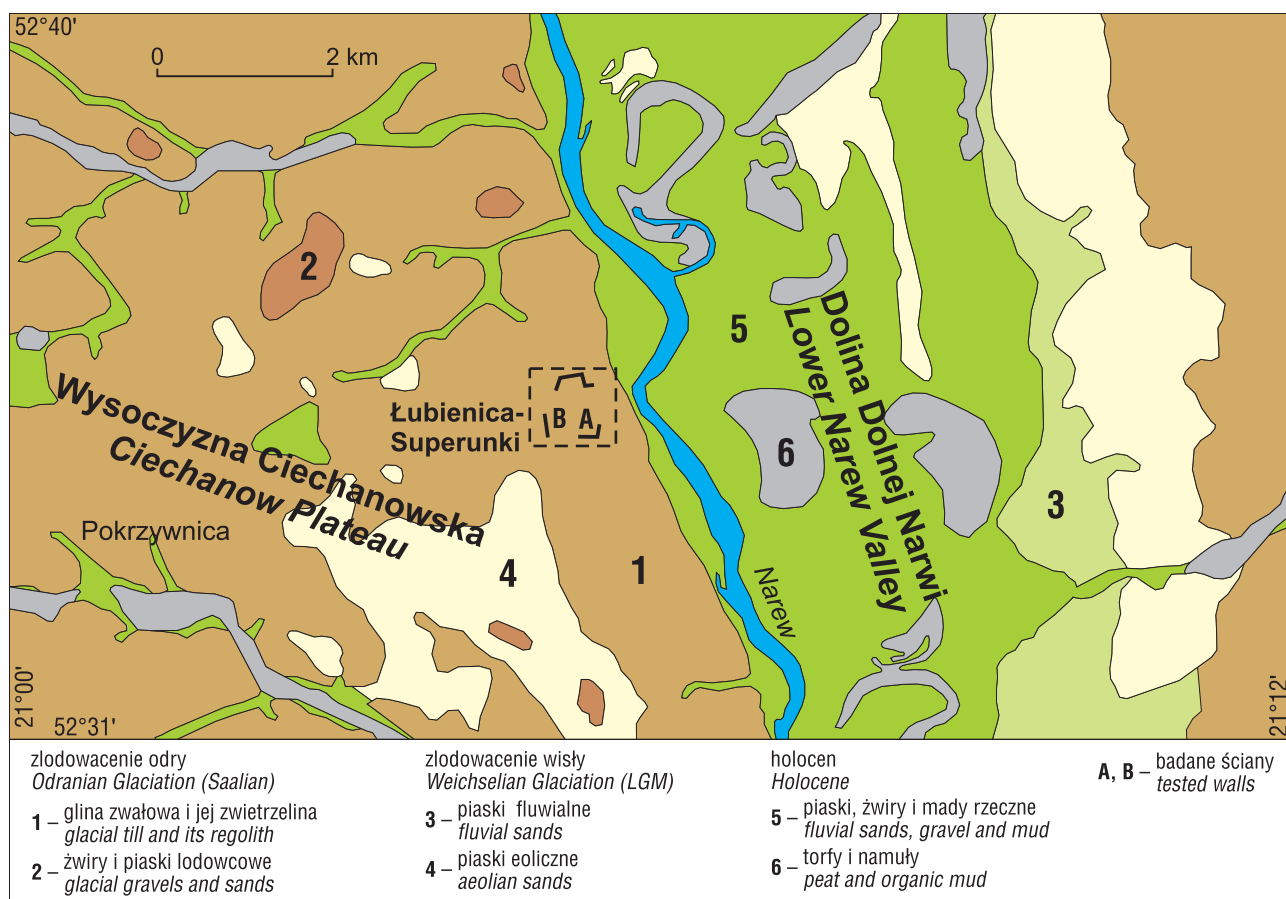 52°40'
0 2 km
2
5
Dolina Dolnej Narwi
Lower Narew Valley
Wysoczyzna Ciechanowska
Ciechanow Plateau
Łubienica-
Superunki
B A
6
3
Pokrzywnica
4
1
Narew
21°00'
52°31'
21°12'
zlodowacenie odry
Odranian Glaciation (Saalian)
1 – glina zwałowa i jej zwietrzelina
glacial till and its regolith
2 – żwiry i piaski lodowcowe
glacial gravels and sands
zlodowacenie wisły
Weichselian Glaciation (LGM)
3 – piaski fluwialne
fluvial sands
4 – piaski eoliczne
aeolian sands
holocen
Holocene
5 – piaski, żwiry i mady rzeczne
fluvial sands, gravel and mud
6 – torfy i namuły
peat and organic mud
A, B – badane ściany
tested walls